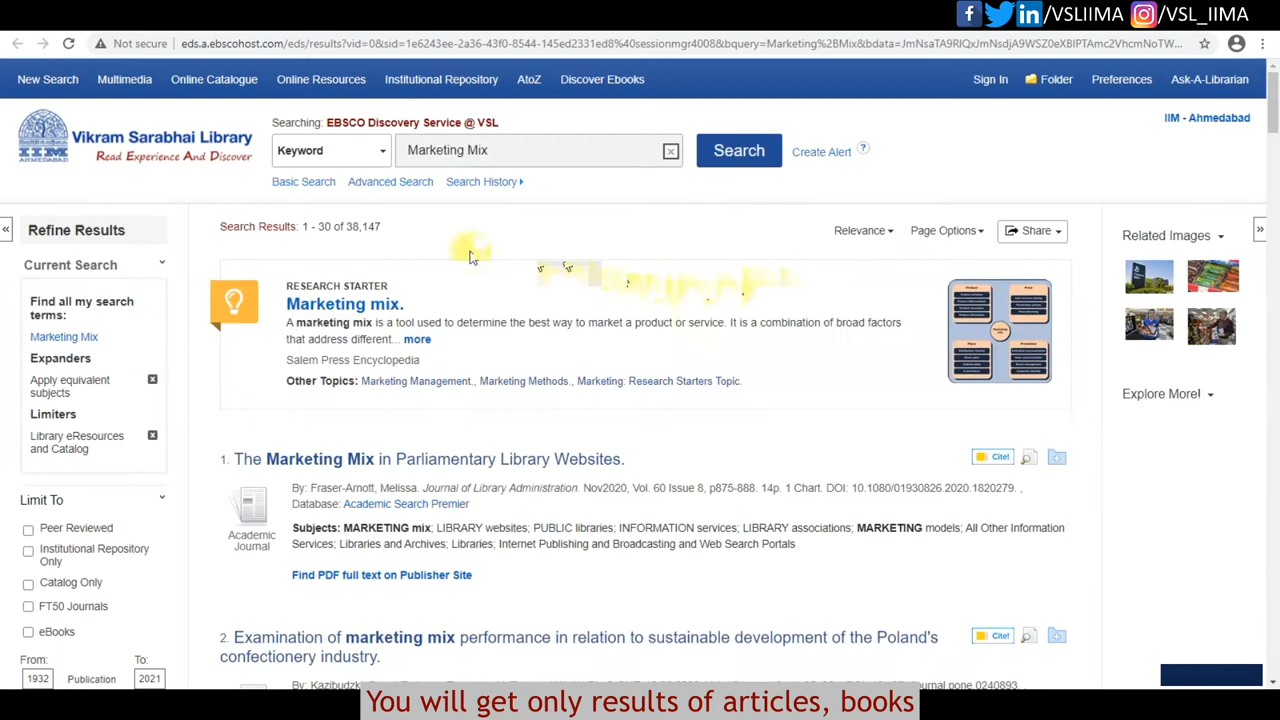 /VSLIIMA /VSL_IIMA
Not secure eds.a.ebscohost.com/eds/results?vid=0&sid=1e6243ee-2a36-43f0-8544-145ed2331ed8%40sessionmgr4008&bquery=Marketing%2BMix&bdata=JmNsaTA9RlQxJmNsdjA9WSZ0eXBlPTAmc2VhcmNoTW...
New Search Multimedia Online Catalogue Online Resources Institutional Repository AtoZ Discover Ebooks Sign In Folder Preferences Ask-A-Librarian
Vikram Sarabhai Library
Read Experience And Discover
IIM
AHMEDABAD
Searching: EBSCO Discovery Service @ VSL
IIM - Ahmedabad
Keyword Marketing Mix Search Create Alert ?
Basic Search Advanced Search Search History
Refine Results
Search Results: 1 - 30 of 38,147
Relevance Page Options Share
Related Images
Current Search
Find all my search
terms:
Marketing Mix
Expanders
Apply equivalent
subjects
Limiters
Library eResources
and Catalog
RESEARCH STARTER
Marketing mix.
A marketing mix is a tool used to determine the best way to market a product or service. It is a combination of broad factors
that address different... more
Salem Press Encyclopedia
Other Topics: Marketing Management., Marketing Methods., Marketing: Research Starters Topic.
Explore More!
1. The Marketing Mix in Parliamentary Library Websites.
Cite!
By: Fraser-Arnott, Melissa. Journal of Library Administration. Nov2020, Vol. 60 Issue 8, p875-888. 14p. 1 Chart. DOI: 10.1080/01930826.2020.1820279. ,
Database: Academic Search Premier
Academic
Journal
Subjects: MARKETING mix; LIBRARY websites; PUBLIC libraries; INFORMATION services; LIBRARY associations; MARKETING models; All Other Information
Services; Libraries and Archives; Libraries; Internet Publishing and Broadcasting and Web Search Portals
Find PDF full text on Publisher Site
Limit To
Peer Reviewed
Institutional Repository
Only
Catalog Only
FT50 Journals
eBooks
From: To:
1932 Publication 2021
2. Examination of marketing mix performance in relation to sustainable development of the Poland's
confectionery industry.
Cite!
You will get only results of articles, books